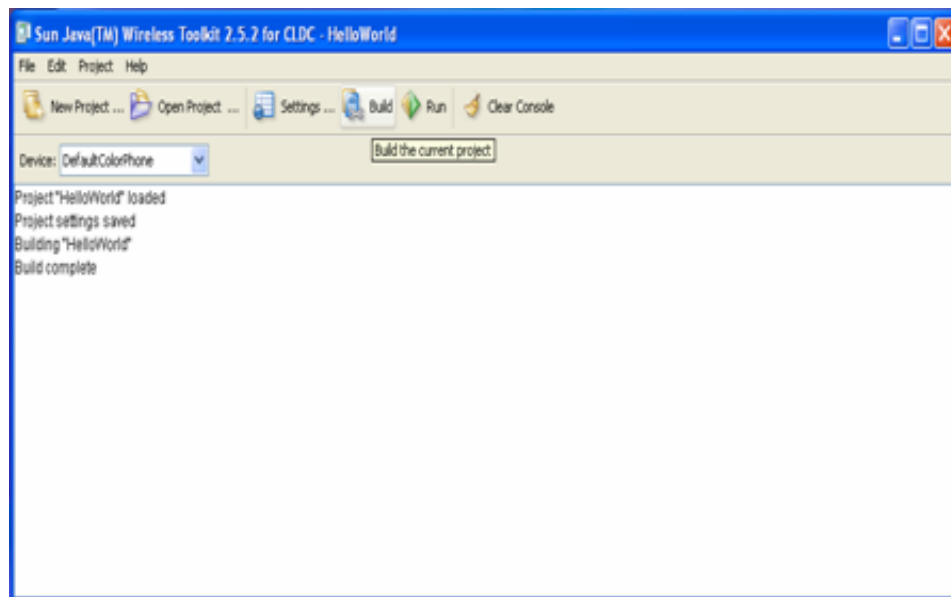 Sun Java(TM) Wireless Toolkit 2.5.2 for CLDC - HelloWorld
File Edit Project Help
New Project ... Open Project ... Settings ... Build Run Clear Console
Build the current project
Device: DefaultColorPhone
Project "HelloWorld" loaded
Project settings saved
Building "HelloWorld"
Build complete